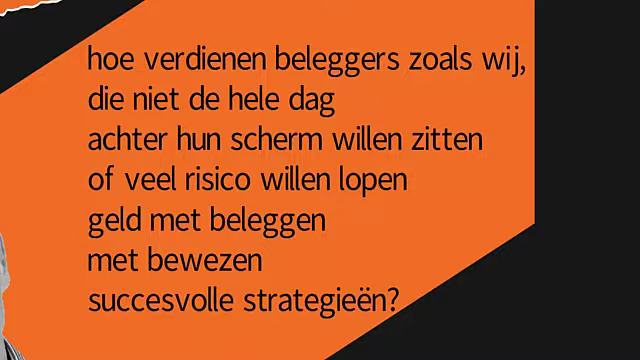 hoe verdienen beleggers zoals wij,
die niet de hele dag
achter hun scherm willen zitten
of veel risico willen lopen
geld met beleggen
met bewezen
succesvolle strategieën?